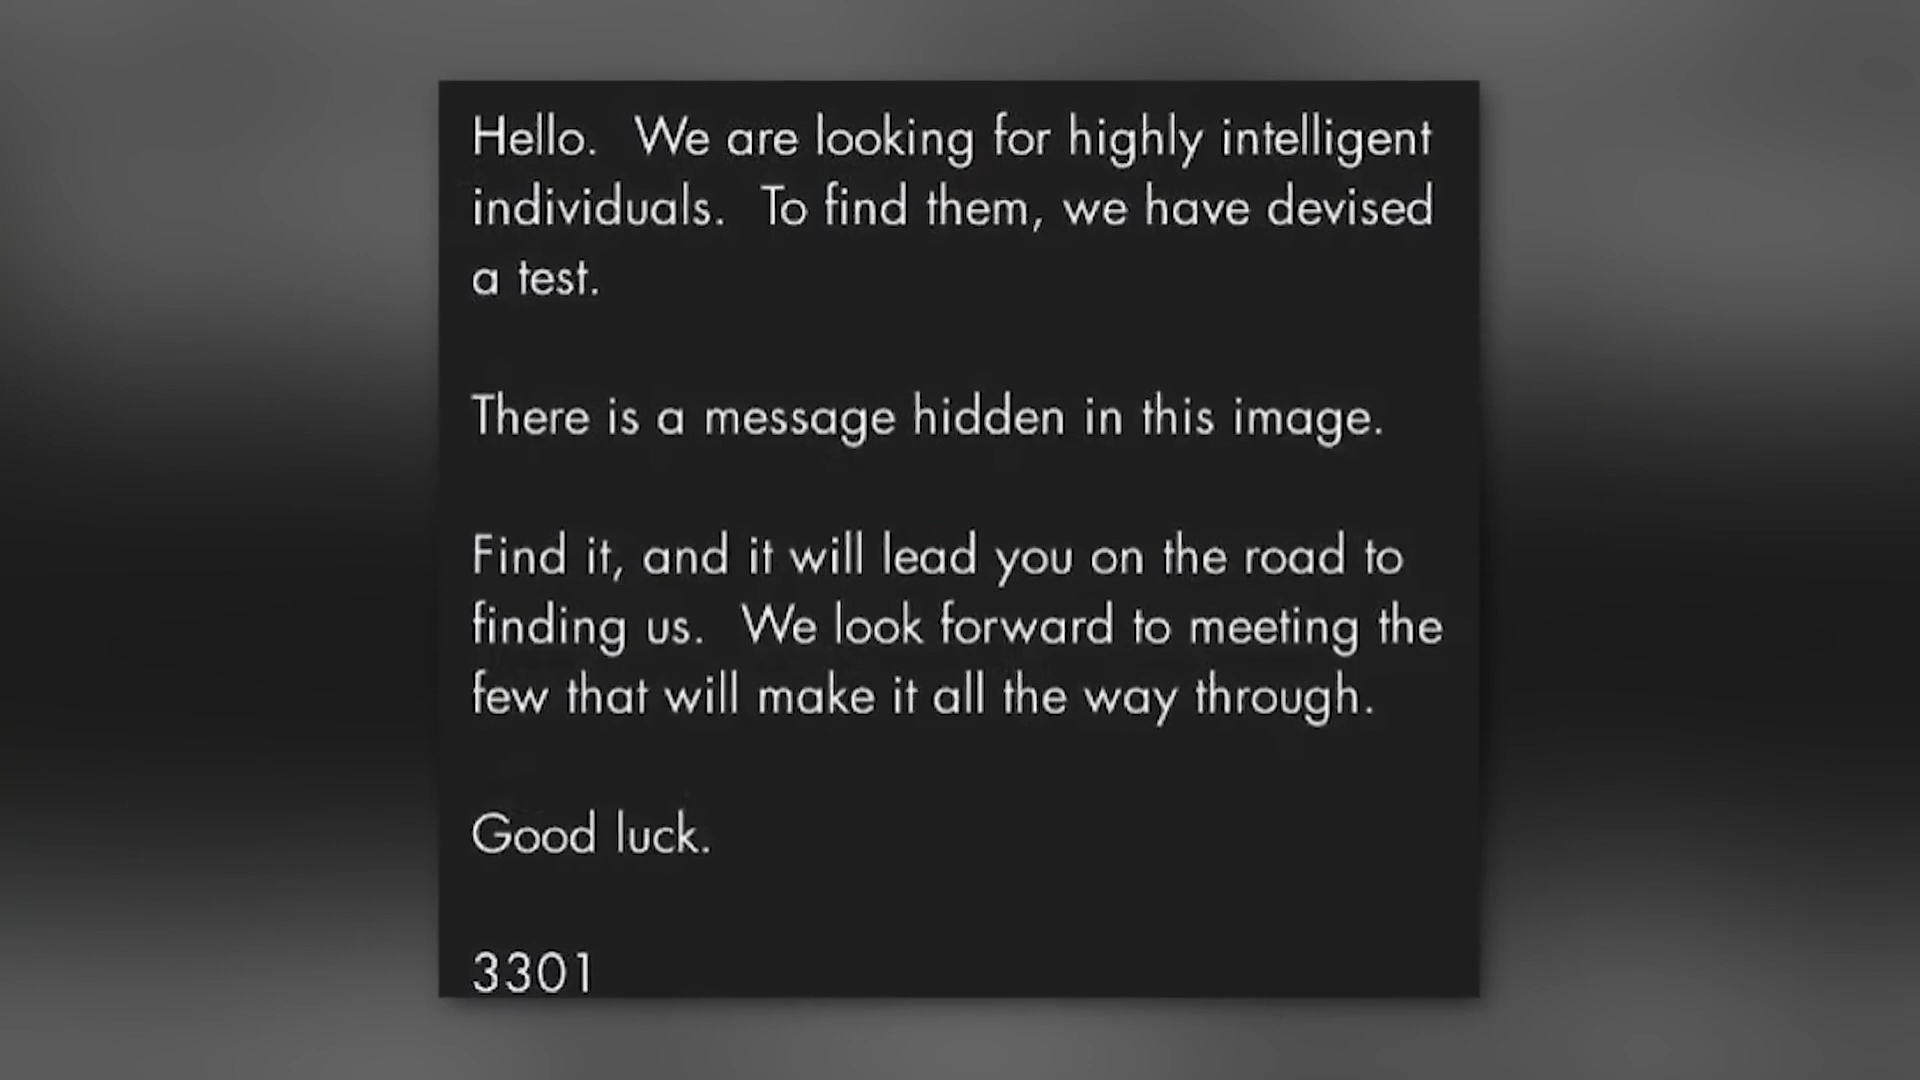 Hello.  We are looking for highly intelligent
individuals.  To find them, we have devised
a test.
There is a message hidden in this image.
Find it, and it will lead you on the road to
finding us.  We look forward to meeting the
few that will make it all the way through.
Good luck.
3301